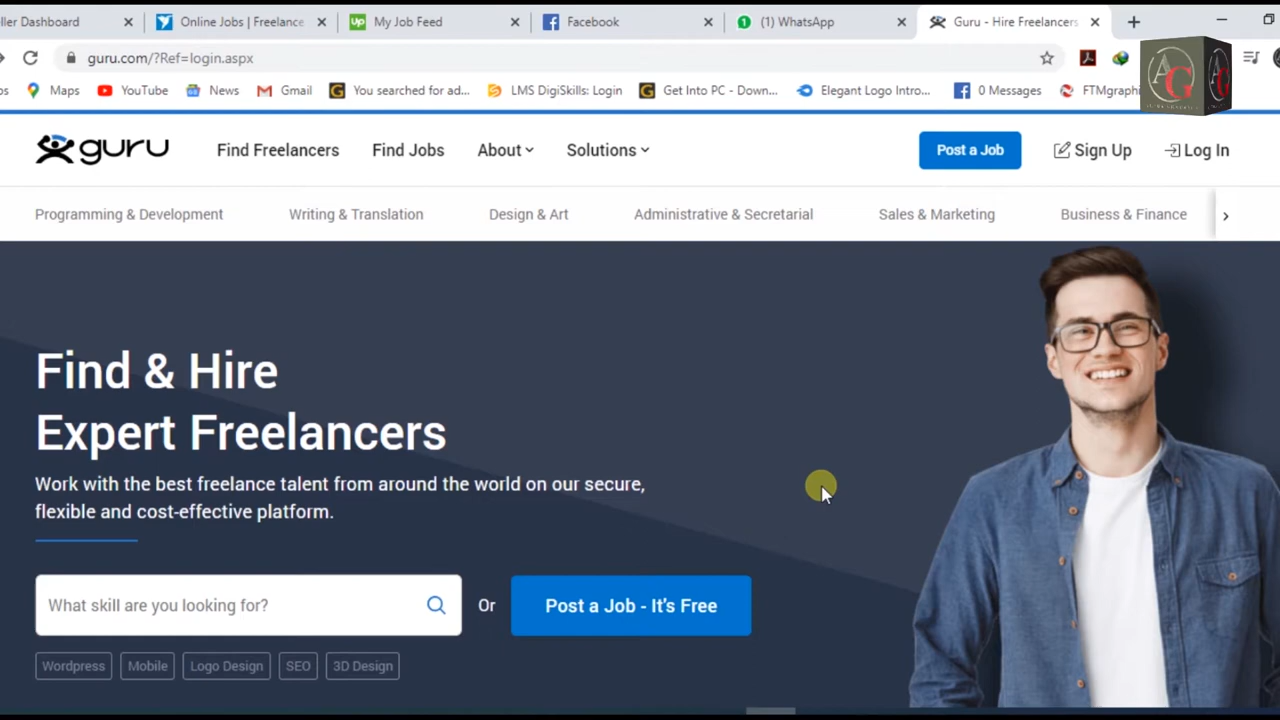 ller Dashboard
Online Jobs | Freelance
My Job Feed
Facebook
(1) WhatsApp
Guru - Hire Freelancers
guru.com/?Ref=login.aspx
ps
Maps
YouTube
News
Gmail
You searched for ad...
LMS DigiSkills: Login
Get Into PC - Down...
Elegant Logo Intro...
0 Messages
FTMgraphi
AG
guru
Find Freelancers
Find Jobs
About
Solutions
Post a Job
Sign Up
Log In
Programming & Development
Writing & Translation
Design & Art
Administrative & Secretarial
Sales & Marketing
Business & Finance
Find & Hire
Expert Freelancers
Work with the best freelance talent from around the world on our secure,
flexible and cost-effective platform.
What skill are you looking for?
Or
Post a Job - It's Free
Wordpress
Mobile
Logo Design
SEO
3D Design